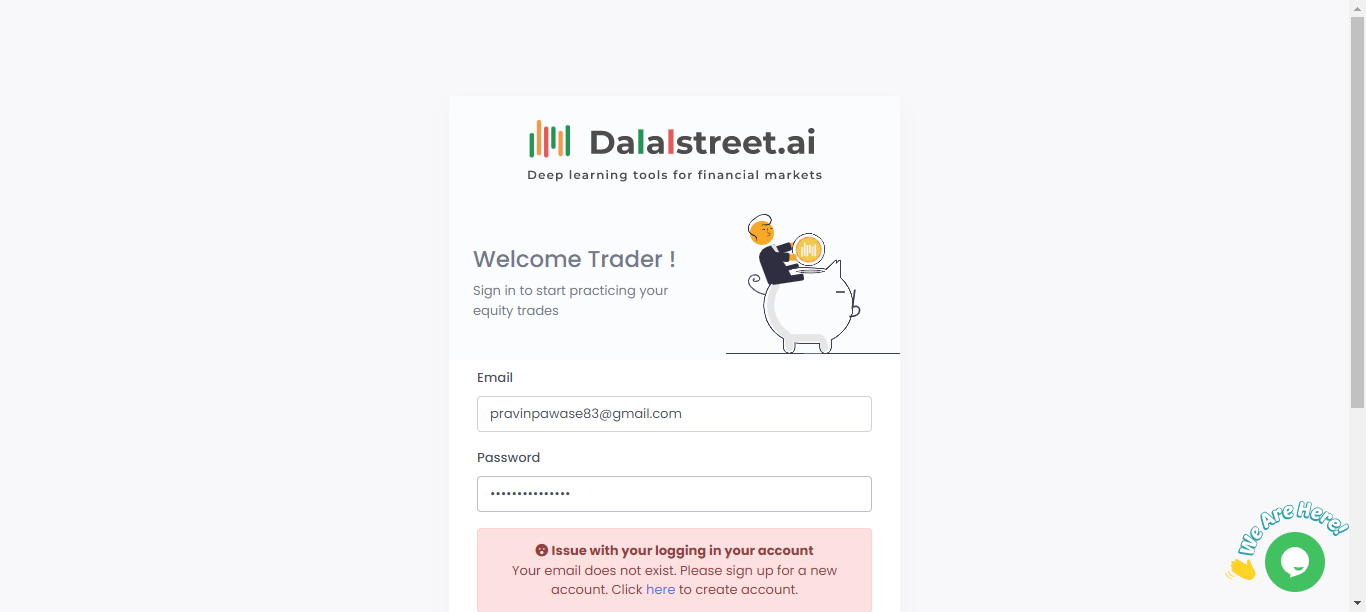 Dalalstreet.ai
Deep learning tools for financial markets
Welcome Trader !
Sign in to start practicing your
equity trades
Email
pravinpawase83@gmail.com
Password
•••••••••••••••
Issue with your logging in your account
Your email does not exist. Please sign up for a new
account. Click here to create account.
We Are Here!